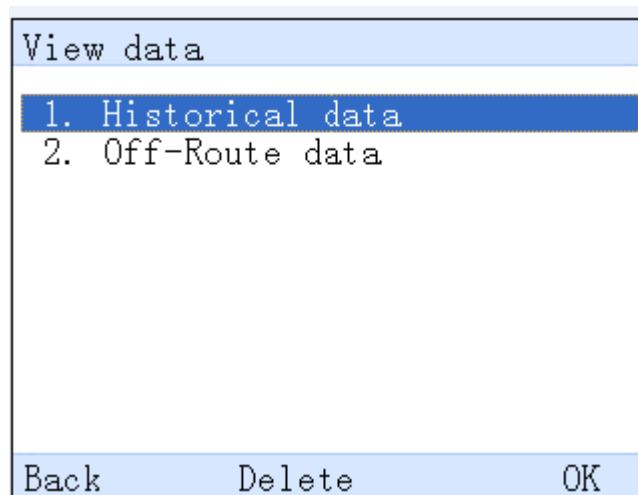 View data
1. Historical data
2. Off-Route data
Back Delete OK